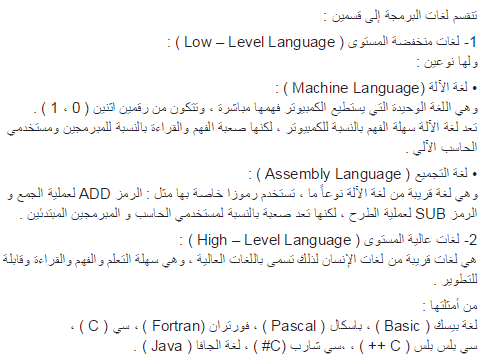 تنقسم لغات البرمجة إلى قسمين :
1- لغات منخفضة المستوى ( Low – Level Language ) :
ولها نوعين :
• لغة الآلة (Machine Language ) :
وهي اللغة الوحيدة التي يستطيع الكمبيوتر فهمها مباشرة ، وتتكون من رقمين اثنين ( 0 ، 1 ) .
تعد لغة الآلة سهلة الفهم بالنسبة للكمبيوتر ، لكنها صعبة الفهم والقراءة بالنسبة للمبرمجين ومستخدمي
الحاسب الآلي .
• لغة التجميع ( Assembly Language ) :
وهي لغة قريبة من لغة الآلة نوعاً ما ، تستخدم رموزا خاصة بها مثل : الرمز ADD لعملية الجمع و
الرمز SUB لعملية الطرح ، لكنها تعد صعبة بالنسبة لمستخدمي الحاسب و المبرمجين المبتدئين .
2- لغات عالية المستوى ( High – Level Language ) :
هي لغات قريبة من لغات الإنسان لذلك تسمى باللغات العالية ، وهي سهلة التعلم والفهم والقراءة وقابلة
للتطوير .
من أمثلتها :
لغة بيسك ( Basic ) ، باسكال ( Pascal ) ، فورتران (Fortran ) ، سي ( C ) ،
سي بلس بلس ( C ++ ) ، ،سي شارب (C# ) ، لغة الجافا ( Java ) .